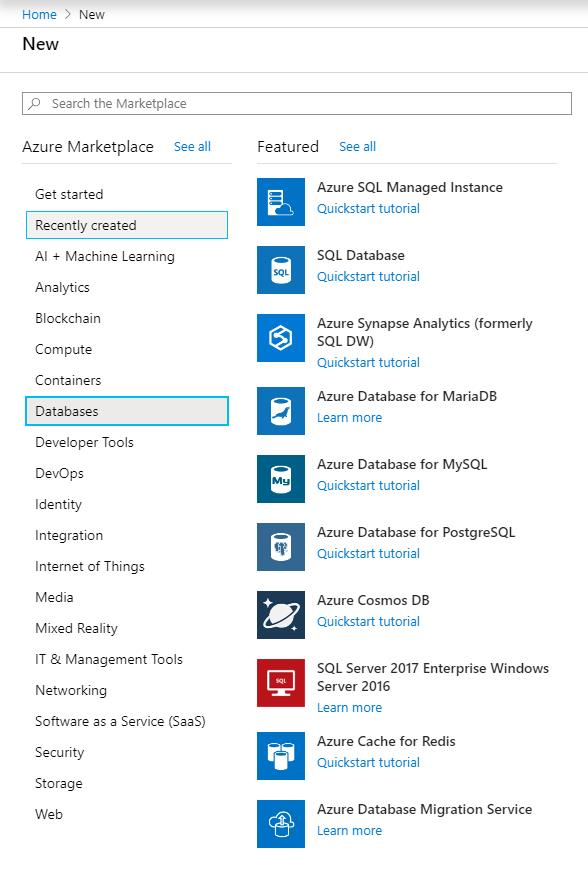 Home > New
New
Search the Marketplace
Azure Marketplace See all
Get started
Recently created
AI + Machine Learning
Analytics
Blockchain
Compute
Containers
Databases
Developer Tools
DevOps
Identity
Integration
Internet of Things
Media
Mixed Reality
IT & Management Tools
Networking
Software as a Service (SaaS)
Security
Storage
Web
Featured See all
Azure SQL Managed Instance
Quickstart tutorial
SQL
SQL Database
Quickstart tutorial
Azure Synapse Analytics (formerly
SQL DW)
Quickstart tutorial
Azure Database for MariaDB
Learn more
My
Azure Database for MySQL
Quickstart tutorial
Azure Database for PostgreSQL
Quickstart tutorial
Azure Cosmos DB
Quickstart tutorial
SQL
SQL Server 2017 Enterprise Windows
Server 2016
Learn more
Azure Cache for Redis
Quickstart tutorial
Azure Database Migration Service
Learn more